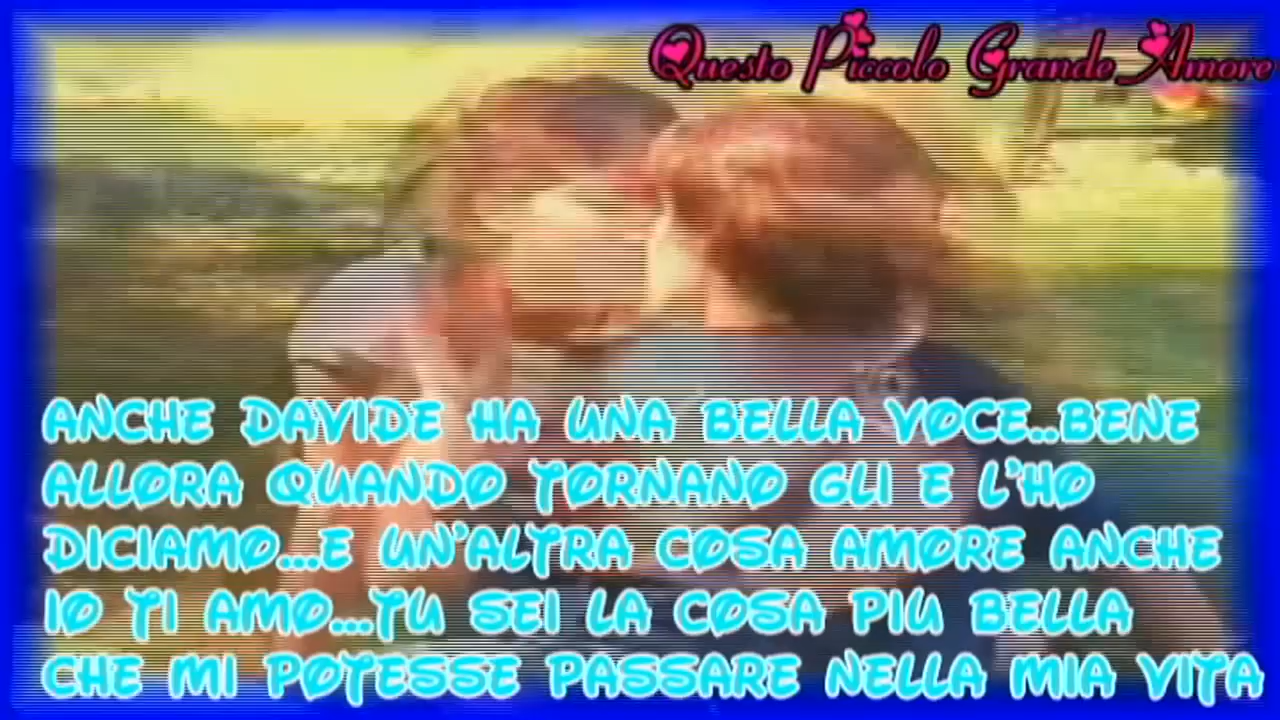 Questo Piccolo Grande Amore
ANCHE DAVIDE HA UNA BELLA VOCE..BENE
ALLORA QUANDO TORNANO GLI E L'HO
DICIAMO...E UN'ALTRA COSA AMORE ANCHE
IO TI AMO...TU SEI LA COSA PIU BELLA
CHE MI POTESSE PASSARE NELLA MIA VITA